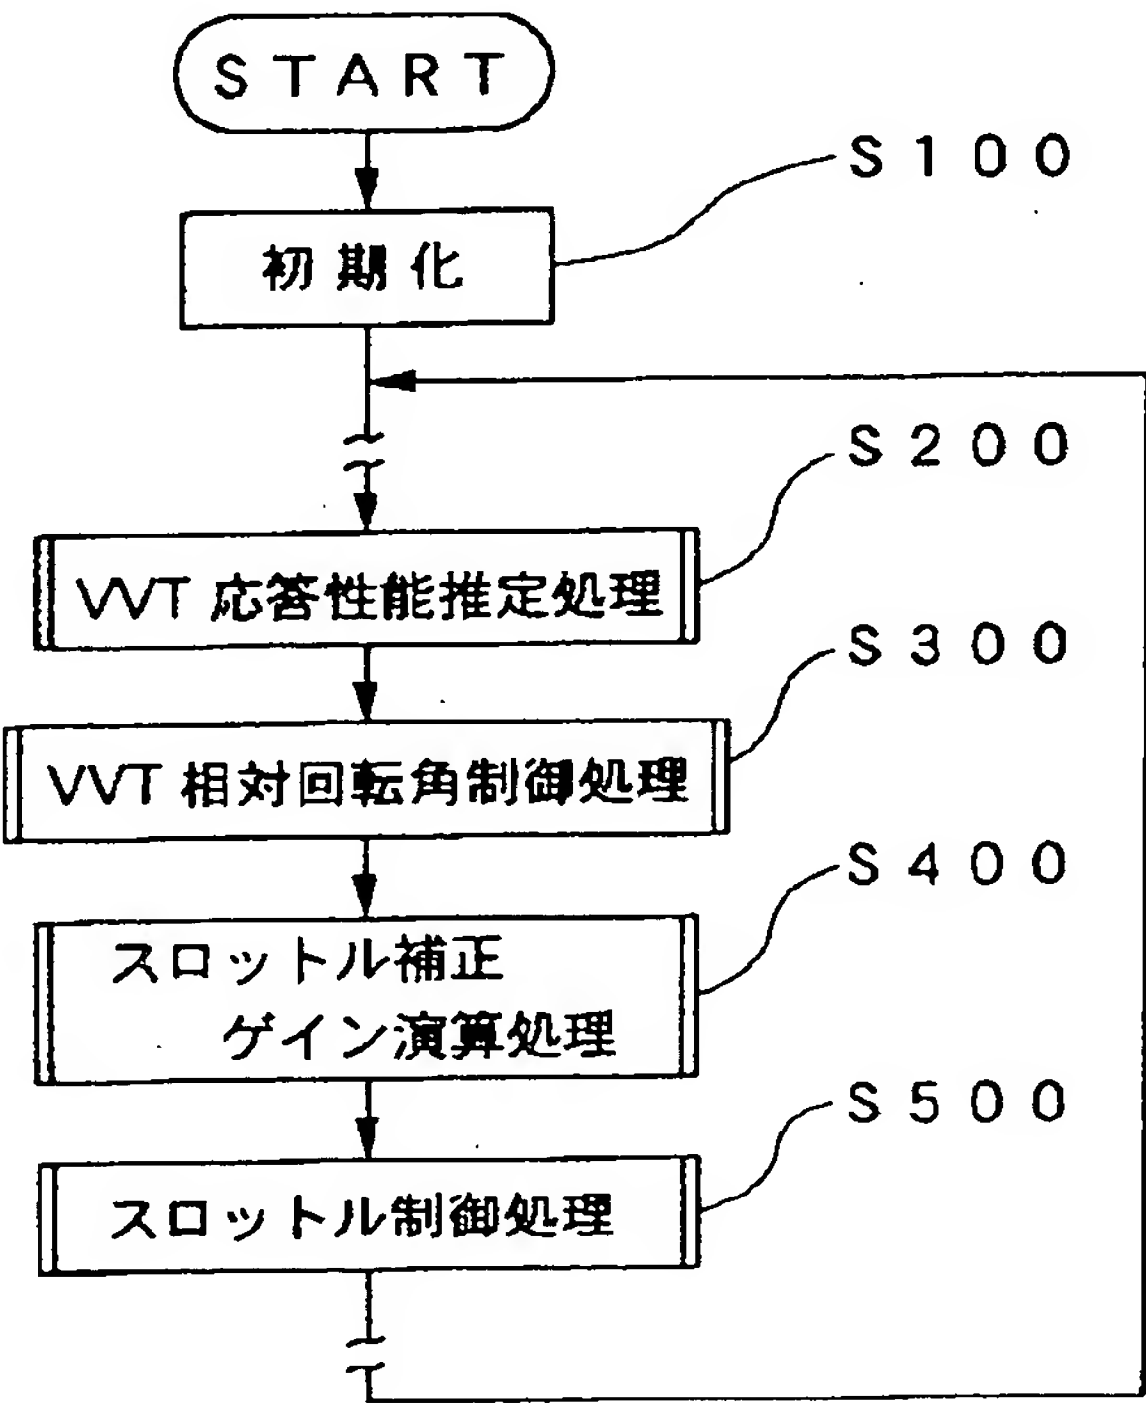 ＳＴＡＲＴ
Ｓ１００
初期化
Ｓ２００
VVT 応答性能推定処理
Ｓ３００
VVT 相対回転角制御処理
Ｓ４００
スロットル補正
ゲイン演算処理
Ｓ５００
スロットル制御処理